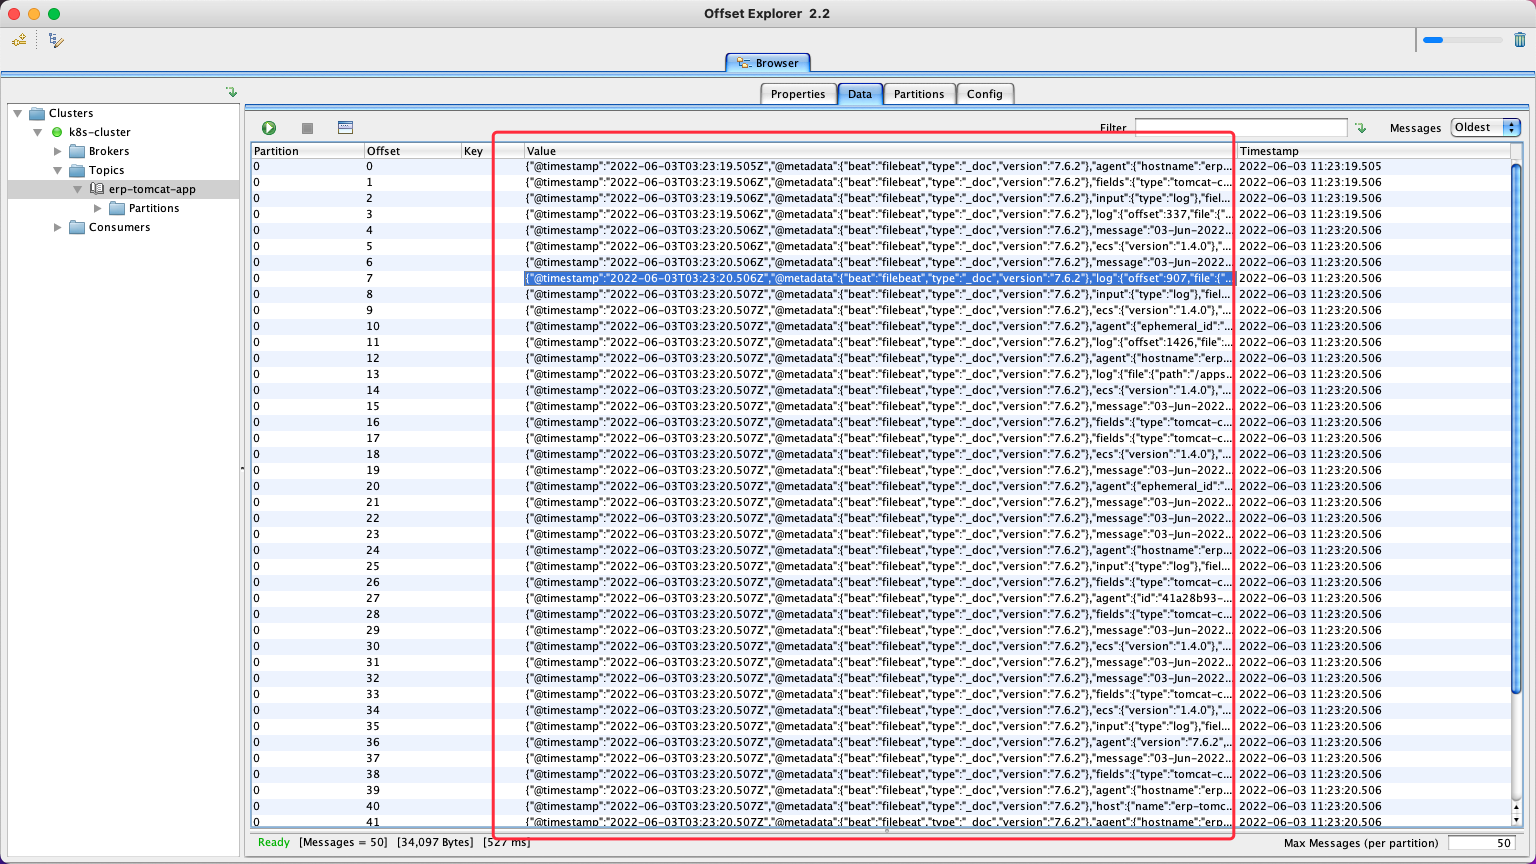 Offset Explorer 2.2
Browser
Clusters
k8s-cluster
Brokers
Topics
erp-tomcat-app
Partitions
Consumers
Properties Data Partitions Config
Filter Messages Oldest
Partition Offset Key Value Timestamp
0 0 {"@timestamp":"2022-06-03T03:23:19.505Z","@metadata":{"beat":"filebeat","type":"_doc","version":"7.6.2"},"agent":{"hostname":"erp... 2022-06-03 11:23:19.505
0 1 {"@timestamp":"2022-06-03T03:23:19.506Z","@metadata":{"beat":"filebeat","type":"_doc","version":"7.6.2"},"fields":{"type":"tomcat-c... 2022-06-03 11:23:19.506
0 2 {"@timestamp":"2022-06-03T03:23:19.506Z","@metadata":{"beat":"filebeat","type":"_doc","version":"7.6.2"},"input":{"type":"log"},"fiel... 2022-06-03 11:23:19.506
0 3 {"@timestamp":"2022-06-03T03:23:19.506Z","@metadata":{"beat":"filebeat","type":"_doc","version":"7.6.2"},"log":{"offset":337,"file":{"... 2022-06-03 11:23:19.506
0 4 {"@timestamp":"2022-06-03T03:23:20.506Z","@metadata":{"beat":"filebeat","type":"_doc","version":"7.6.2"},"message":"03-Jun-2022... 2022-06-03 11:23:20.506
0 5 {"@timestamp":"2022-06-03T03:23:20.506Z","@metadata":{"beat":"filebeat","type":"_doc","version":"7.6.2"},"ecs":{"version":"1.4.0"},"... 2022-06-03 11:23:20.506
0 6 {"@timestamp":"2022-06-03T03:23:20.506Z","@metadata":{"beat":"filebeat","type":"_doc","version":"7.6.2"},"message":"03-Jun-2022... 2022-06-03 11:23:20.506
0 7 {"@timestamp":"2022-06-03T03:23:20.506Z","@metadata":{"beat":"filebeat","type":"_doc","version":"7.6.2"},"log":{"offset":907,"file":{"... 2022-06-03 11:23:20.506
0 8 {"@timestamp":"2022-06-03T03:23:20.507Z","@metadata":{"beat":"filebeat","type":"_doc","version":"7.6.2"},"input":{"type":"log"},"fiel... 2022-06-03 11:23:20.506
0 9 {"@timestamp":"2022-06-03T03:23:20.507Z","@metadata":{"beat":"filebeat","type":"_doc","version":"7.6.2"},"ecs":{"version":"1.4.0"},"... 2022-06-03 11:23:20.506
0 10 {"@timestamp":"2022-06-03T03:23:20.507Z","@metadata":{"beat":"filebeat","type":"_doc","version":"7.6.2"},"agent":{"ephemeral_id":"... 2022-06-03 11:23:20.506
0 11 {"@timestamp":"2022-06-03T03:23:20.507Z","@metadata":{"beat":"filebeat","type":"_doc","version":"7.6.2"},"log":{"offset":1426,"file":... 2022-06-03 11:23:20.506
0 12 {"@timestamp":"2022-06-03T03:23:20.507Z","@metadata":{"beat":"filebeat","type":"_doc","version":"7.6.2"},"agent":{"hostname":"erp... 2022-06-03 11:23:20.506
0 13 {"@timestamp":"2022-06-03T03:23:20.507Z","@metadata":{"beat":"filebeat","type":"_doc","version":"7.6.2"},"log":{"file":{"path":"/apps... 2022-06-03 11:23:20.506
0 14 {"@timestamp":"2022-06-03T03:23:20.507Z","@metadata":{"beat":"filebeat","type":"_doc","version":"7.6.2"},"ecs":{"version":"1.4.0"},"... 2022-06-03 11:23:20.506
0 15 {"@timestamp":"2022-06-03T03:23:20.507Z","@metadata":{"beat":"filebeat","type":"_doc","version":"7.6.2"},"message":"03-Jun-2022... 2022-06-03 11:23:20.506
0 16 {"@timestamp":"2022-06-03T03:23:20.507Z","@metadata":{"beat":"filebeat","type":"_doc","version":"7.6.2"},"fields":{"type":"tomcat-c... 2022-06-03 11:23:20.506
0 17 {"@timestamp":"2022-06-03T03:23:20.507Z","@metadata":{"beat":"filebeat","type":"_doc","version":"7.6.2"},"fields":{"type":"tomcat-c... 2022-06-03 11:23:20.506
0 18 {"@timestamp":"2022-06-03T03:23:20.507Z","@metadata":{"beat":"filebeat","type":"_doc","version":"7.6.2"},"ecs":{"version":"1.4.0"},"... 2022-06-03 11:23:20.506
0 19 {"@timestamp":"2022-06-03T03:23:20.507Z","@metadata":{"beat":"filebeat","type":"_doc","version":"7.6.2"},"message":"03-Jun-2022... 2022-06-03 11:23:20.506
0 20 {"@timestamp":"2022-06-03T03:23:20.507Z","@metadata":{"beat":"filebeat","type":"_doc","version":"7.6.2"},"agent":{"ephemeral_id":"... 2022-06-03 11:23:20.506
0 21 {"@timestamp":"2022-06-03T03:23:20.507Z","@metadata":{"beat":"filebeat","type":"_doc","version":"7.6.2"},"message":"03-Jun-2022... 2022-06-03 11:23:20.506
0 22 {"@timestamp":"2022-06-03T03:23:20.507Z","@metadata":{"beat":"filebeat","type":"_doc","version":"7.6.2"},"message":"03-Jun-2022... 2022-06-03 11:23:20.506
0 23 {"@timestamp":"2022-06-03T03:23:20.507Z","@metadata":{"beat":"filebeat","type":"_doc","version":"7.6.2"},"message":"03-Jun-2022... 2022-06-03 11:23:20.506
0 24 {"@timestamp":"2022-06-03T03:23:20.507Z","@metadata":{"beat":"filebeat","type":"_doc","version":"7.6.2"},"agent":{"hostname":"erp... 2022-06-03 11:23:20.506
0 25 {"@timestamp":"2022-06-03T03:23:20.507Z","@metadata":{"beat":"filebeat","type":"_doc","version":"7.6.2"},"input":{"type":"log"},"fiel... 2022-06-03 11:23:20.506
0 26 {"@timestamp":"2022-06-03T03:23:20.507Z","@metadata":{"beat":"filebeat","type":"_doc","version":"7.6.2"},"fields":{"type":"tomcat-c... 2022-06-03 11:23:20.506
0 27 {"@timestamp":"2022-06-03T03:23:20.507Z","@metadata":{"beat":"filebeat","type":"_doc","version":"7.6.2"},"agent":{"id":"41a28b93-... 2022-06-03 11:23:20.506
0 28 {"@timestamp":"2022-06-03T03:23:20.507Z","@metadata":{"beat":"filebeat","type":"_doc","version":"7.6.2"},"fields":{"type":"tomcat-c... 2022-06-03 11:23:20.506
0 29 {"@timestamp":"2022-06-03T03:23:20.507Z","@metadata":{"beat":"filebeat","type":"_doc","version":"7.6.2"},"message":"03-Jun-2022... 2022-06-03 11:23:20.506
0 30 {"@timestamp":"2022-06-03T03:23:20.507Z","@metadata":{"beat":"filebeat","type":"_doc","version":"7.6.2"},"ecs":{"version":"1.4.0"},"... 2022-06-03 11:23:20.506
0 31 {"@timestamp":"2022-06-03T03:23:20.507Z","@metadata":{"beat":"filebeat","type":"_doc","version":"7.6.2"},"message":"03-Jun-2022... 2022-06-03 11:23:20.506
0 32 {"@timestamp":"2022-06-03T03:23:20.507Z","@metadata":{"beat":"filebeat","type":"_doc","version":"7.6.2"},"message":"03-Jun-2022... 2022-06-03 11:23:20.506
0 33 {"@timestamp":"2022-06-03T03:23:20.507Z","@metadata":{"beat":"filebeat","type":"_doc","version":"7.6.2"},"fields":{"type":"tomcat-c... 2022-06-03 11:23:20.506
0 34 {"@timestamp":"2022-06-03T03:23:20.507Z","@metadata":{"beat":"filebeat","type":"_doc","version":"7.6.2"},"ecs":{"version":"1.4.0"},"... 2022-06-03 11:23:20.506
0 35 {"@timestamp":"2022-06-03T03:23:20.507Z","@metadata":{"beat":"filebeat","type":"_doc","version":"7.6.2"},"input":{"type":"log"},"fiel... 2022-06-03 11:23:20.506
0 36 {"@timestamp":"2022-06-03T03:23:20.507Z","@metadata":{"beat":"filebeat","type":"_doc","version":"7.6.2"},"agent":{"version":"7.6.2",... 2022-06-03 11:23:20.506
0 37 {"@timestamp":"2022-06-03T03:23:20.507Z","@metadata":{"beat":"filebeat","type":"_doc","version":"7.6.2"},"message":"03-Jun-2022... 2022-06-03 11:23:20.506
0 38 {"@timestamp":"2022-06-03T03:23:20.507Z","@metadata":{"beat":"filebeat","type":"_doc","version":"7.6.2"},"fields":{"type":"tomcat-c... 2022-06-03 11:23:20.506
0 39 {"@timestamp":"2022-06-03T03:23:20.507Z","@metadata":{"beat":"filebeat","type":"_doc","version":"7.6.2"},"agent":{"hostname":"erp... 2022-06-03 11:23:20.506
0 40 {"@timestamp":"2022-06-03T03:23:20.507Z","@metadata":{"beat":"filebeat","type":"_doc","version":"7.6.2"},"host":{"name":"erp-tomc... 2022-06-03 11:23:20.506
0 41 {"@timestamp":"2022-06-03T03:23:20.507Z","@metadata":{"beat":"filebeat","type":"_doc","version":"7.6.2"},"agent":{"hostname":"erp... 2022-06-03 11:23:20.506
Ready [Messages = 50] [34,097 Bytes] [527 ms] Max Messages (per partition) 50